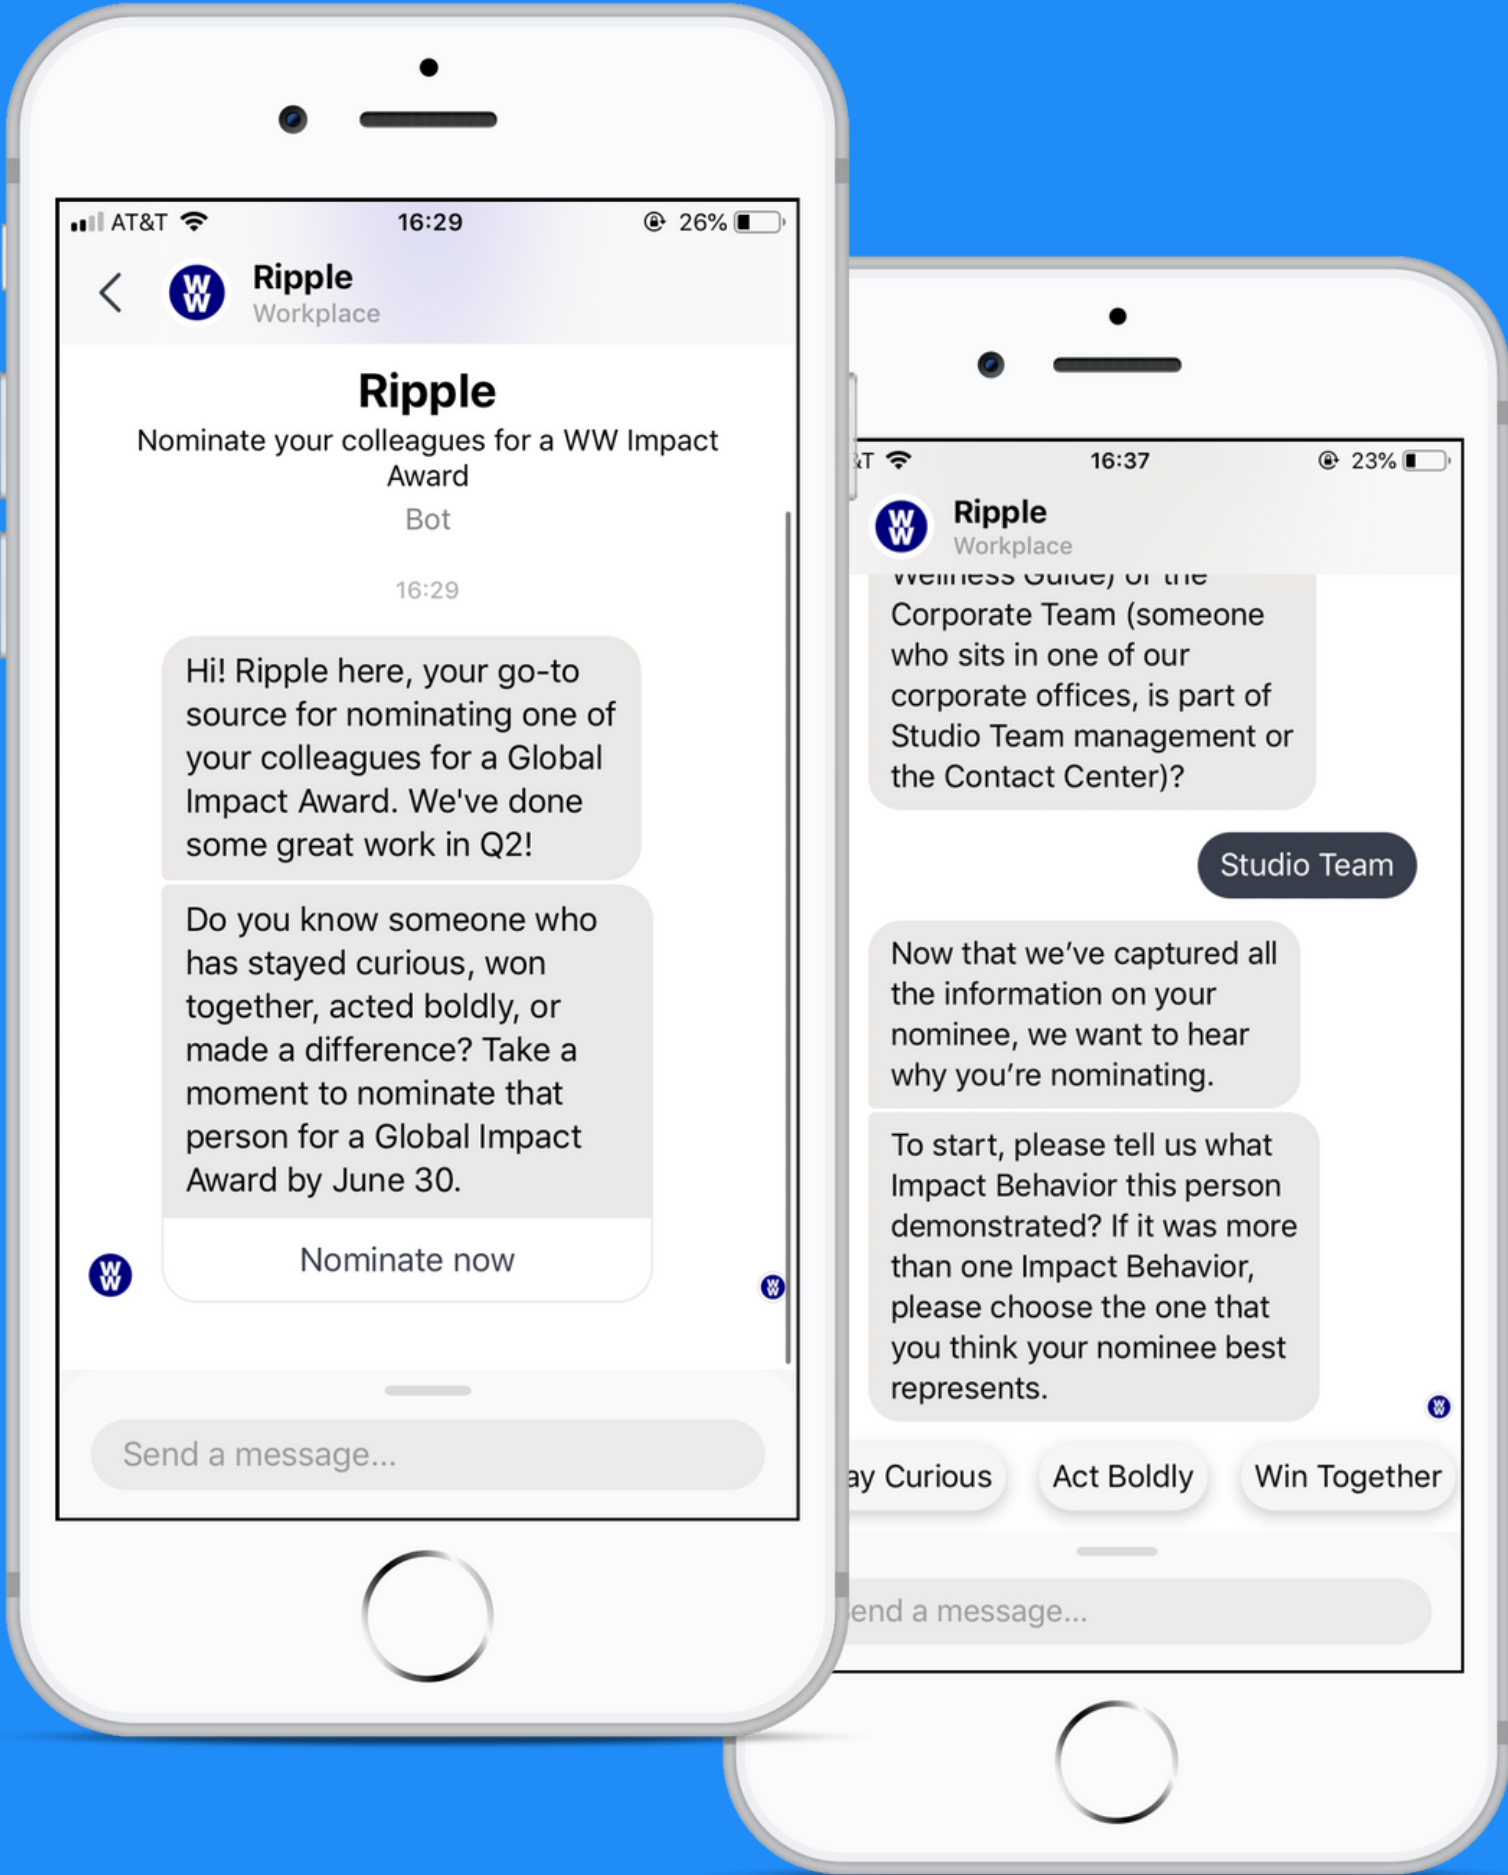 AT&T
16:29
26%
Ripple
Workplace
Ripple
Nominate your colleagues for a WW Impact
Award
Bot
16:29
Hi! Ripple here, your go-to
source for nominating one of
your colleagues for a Global
Impact Award. We've done
some great work in Q2!
Do you know someone who
has stayed curious, won
together, acted boldly, or
made a difference? Take a
moment to nominate that
person for a Global Impact
Award by June 30.
Nominate now
Send a message...
&T
16:37
23%
Ripple
Workplace
Wellness Guide) or the
Corporate Team (someone
who sits in one of our
corporate offices, is part of
Studio Team management or
the Contact Center)?
Studio Team
Now that we’ve captured all
the information on your
nominee, we want to hear
why you’re nominating.
To start, please tell us what
Impact Behavior this person
demonstrated? If it was more
than one Impact Behavior,
please choose the one that
you think your nominee best
represents.
ay Curious
Act Boldly
Win Together
end a message...